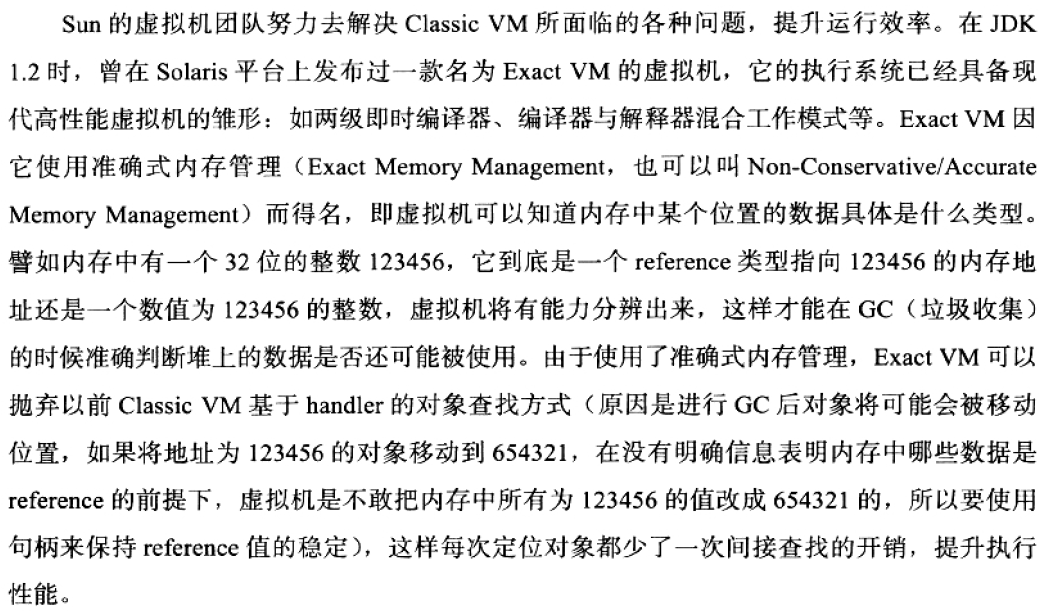 Sun 的虚拟机团队努力去解决 Classic VM 所面临的各种问题，提升运行效率。在 JDK
1.2 时，曾在 Solaris 平台上发布过一款名为 Exact VM 的虚拟机，它的执行系统已经具备现
代高性能虚拟机的雏形：如两级即时编译器、编译器与解释器混合工作模式等。Exact VM 因
它使用准确式内存管理（Exact Memory Management，也可以叫 Non-Conservative/Accurate
Memory Management）而得名，即虚拟机可以知道内存中某个位置的数据具体是什么类型。
譬如内存中有一个 32 位的整数 123456，它到底是一个 reference 类型指向 123456 的内存地
址还是一个数值为 123456 的整数，虚拟机将有能力分辨出来，这样才能在 GC（垃圾收集）
的时候准确判断堆上的数据是否还可能被使用。由于使用了准确式内存管理，Exact VM 可以
抛弃以前 Classic VM 基于 handler 的对象查找方式（原因是进行 GC 后对象将可能会被移动
位置，如果将地址为 123456 的对象移动到 654321，在没有明确信息表明内存中哪些数据是
reference 的前提下，虚拟机是不敢把内存中所有为 123456 的值改成 654321 的，所以要使用
句柄来保持 reference 值的稳定），这样每次定位对象都少了一次间接查找的开销，提升执行
性能。